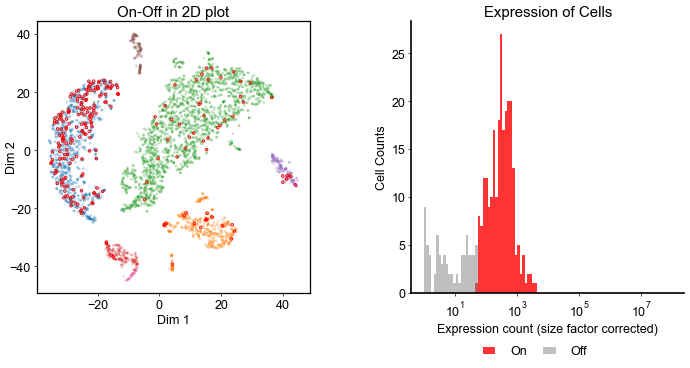 On-Off in 2D plot
40
20
0
−20
−40
Dim 2
−20
0
20
40
Dim 1
Expression of Cells
25
20
15
10
5
0
Cell Counts
10^1
10^3
10^5
10^7
Expression count (size factor corrected)
On
Off